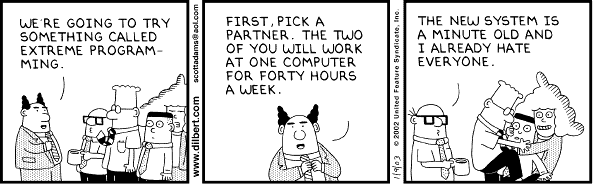 WE'RE GOING TO TRY
SOMETHING CALLED
EXTREME PROGRAM-
MING.
www.dilbert.com
scottadams@aol.com
FIRST, PICK A
PARTNER. THE TWO
OF YOU WILL WORK
AT ONE COMPUTER
FOR FORTY HOURS
A WEEK.
1/9/03 © 2002 United Feature Syndicate, Inc.
THE NEW SYSTEM IS
A MINUTE OLD AND
I ALREADY HATE
EVERYONE.